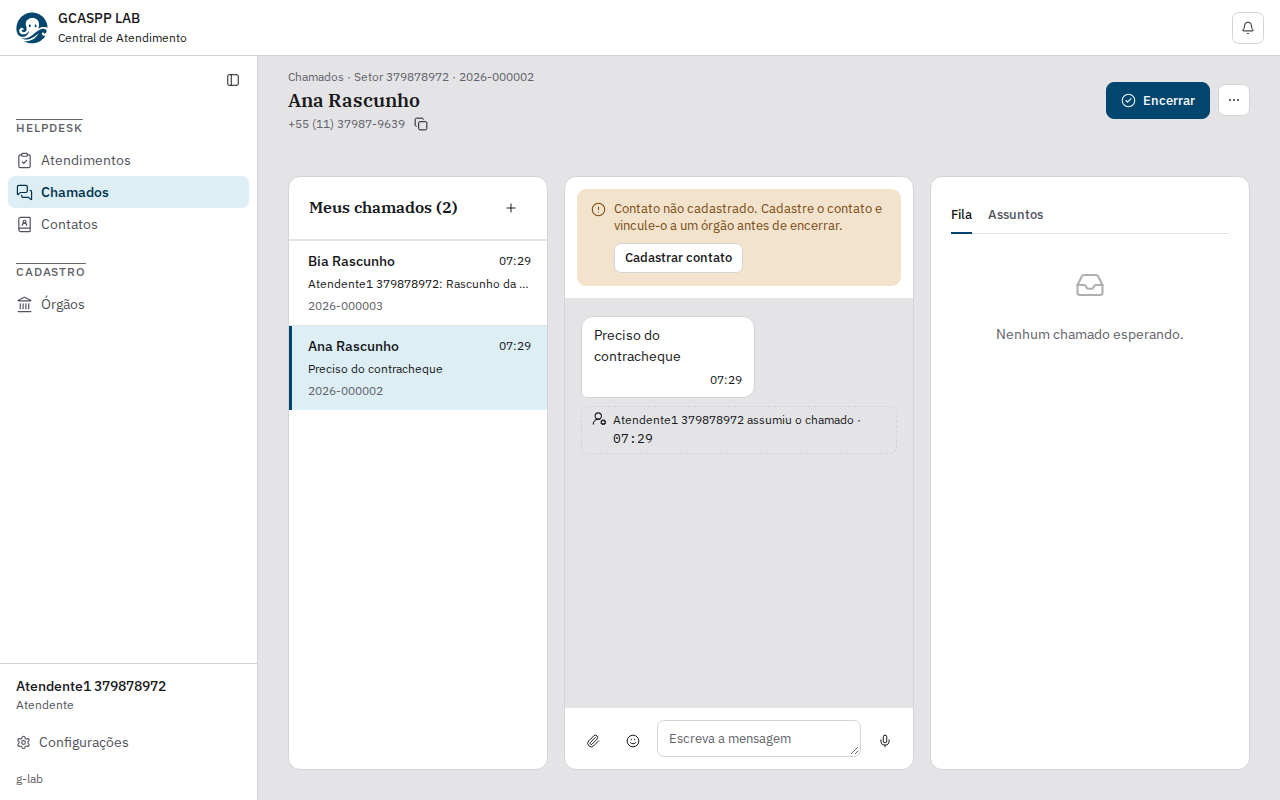 GCASPP LAB
Central de Atendimento
HELPDESK
Atendimentos
Chamados
Contatos
CADASTRO
Órgãos
Atendente1 379878972
Atendente
Configurações
g-lab
Chamados · Setor 379878972 · 2026-000002
Ana Rascunho
+55 (11) 37987-9639
Encerrar
Meus chamados (2)
Bia Rascunho 07:29
Atendente1 379878972: Rascunho da ...
2026-000003
Ana Rascunho 07:29
Preciso do contracheque
2026-000002
Contato não cadastrado. Cadastre o contato e
vincule-o a um órgão antes de encerrar.
Cadastrar contato
Preciso do
contracheque
07:29
Atendente1 379878972 assumiu o chamado ·
07:29
Escreva a mensagem
Fila Assuntos
Nenhum chamado esperando.